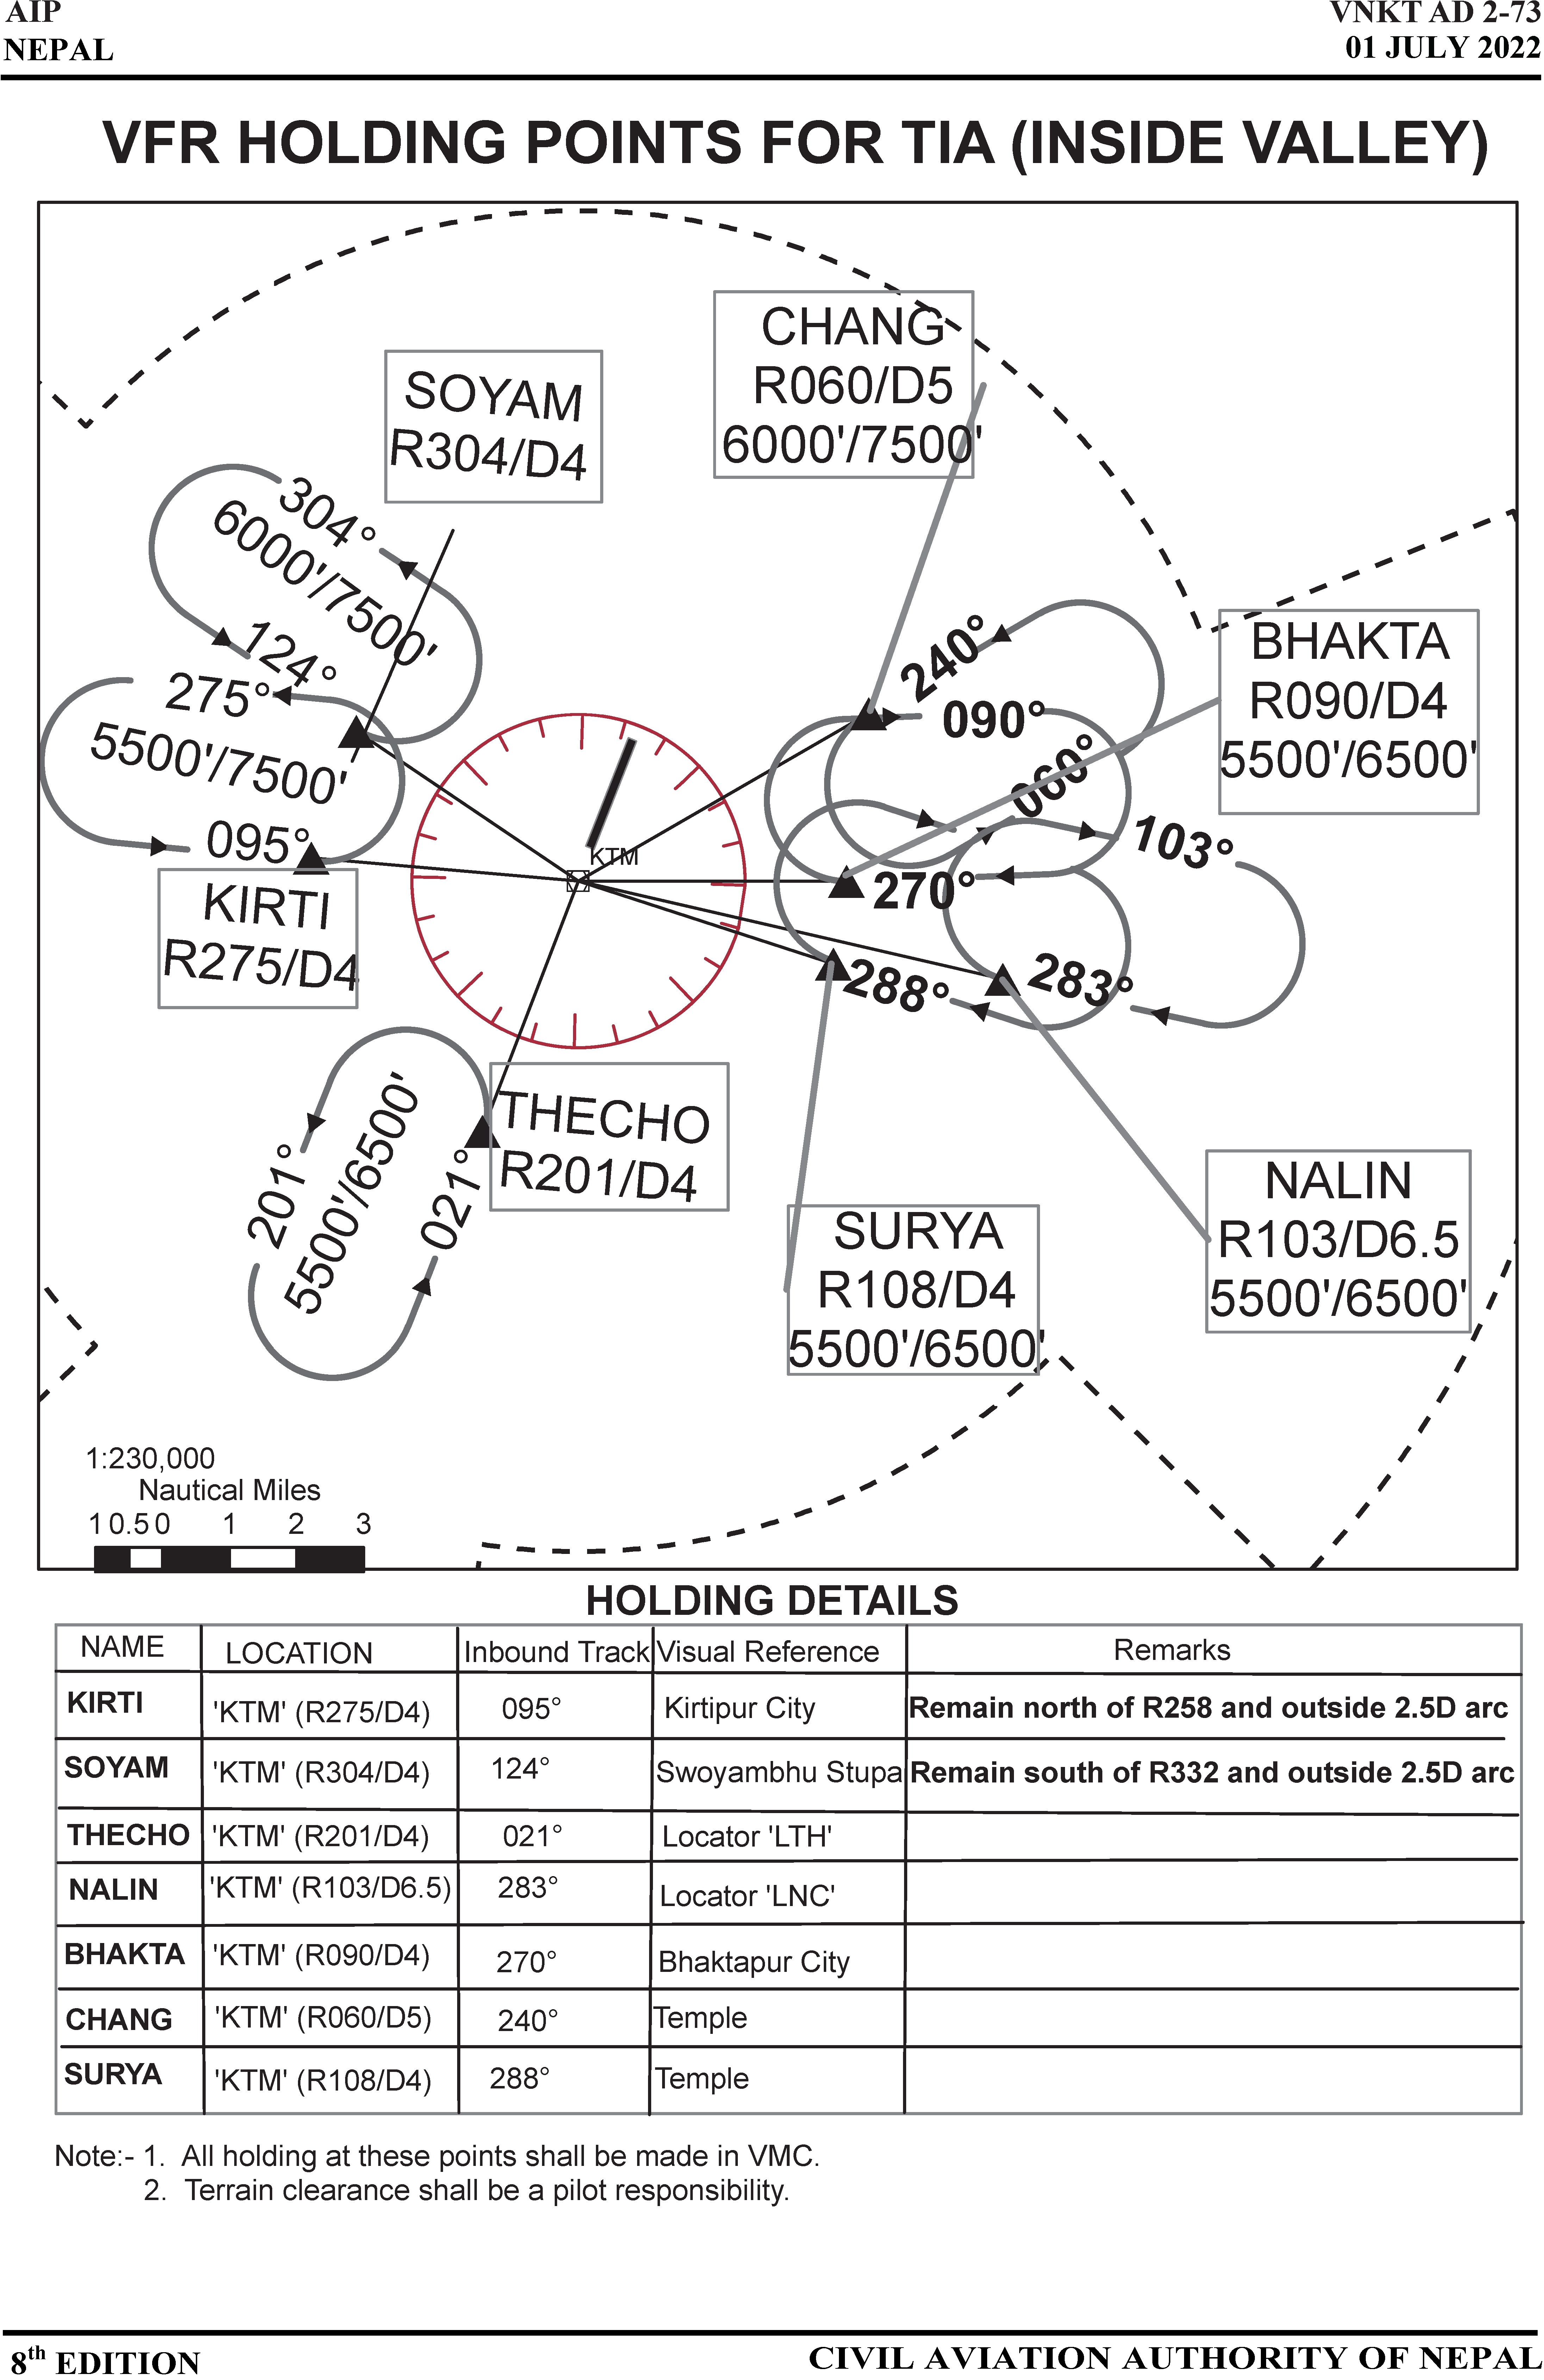 AIP
NEPAL
VNKT AD 2-73
01 JULY 2022
VFR HOLDING POINTS FOR TIA (INSIDE VALLEY)
CHANG
R060/D5
6000'/7500'
SOYAM
R304/D4
304°
6000'/7500'
124°
275°
5500'/7500'
095°
KIRTI
R275/D4
KTM
240°
090°
060°
BHAKTA
R090/D4
5500'/6500'
103°
270°
288°
283°
THECHO
R201/D4
201°
5500'/6500'
021°
SURYA
R108/D4
5500'/6500'
NALIN
R103/D6.5
5500'/6500'
1:230,000
Nautical Miles
1 0.5 0 1 2 3
HOLDING DETAILS
NAME LOCATION Inbound Track Visual Reference Remarks
KIRTI 'KTM' (R275/D4) 095° Kirtipur City Remain north of R258 and outside 2.5D arc
SOYAM 'KTM' (R304/D4) 124° Swoyambhu Stupa Remain south of R332 and outside 2.5D arc
THECHO 'KTM' (R201/D4) 021° Locator 'LTH'
NALIN 'KTM' (R103/D6.5) 283° Locator 'LNC'
BHAKTA 'KTM' (R090/D4) 270° Bhaktapur City
CHANG 'KTM' (R060/D5) 240° Temple
SURYA 'KTM' (R108/D4) 288° Temple
Note:- 1. All holding at these points shall be made in VMC.
2. Terrain clearance shall be a pilot responsibility.
8th EDITION
CIVIL AVIATION AUTHORITY OF NEPAL